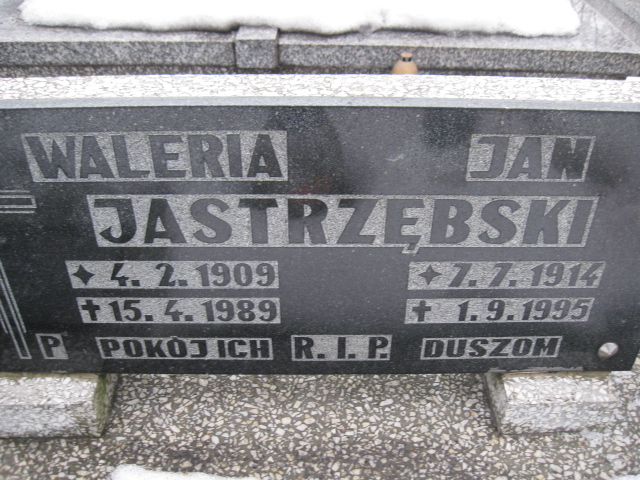 WALERIA JAN
JASTRZĘBSKI
✦ 4. 2. 1909 ✦ 7. 7. 1914
✝ 15. 4. 1989 ✝ 1. 9. 1995
P POKÓJ ICH R. I. P. DUSZOM